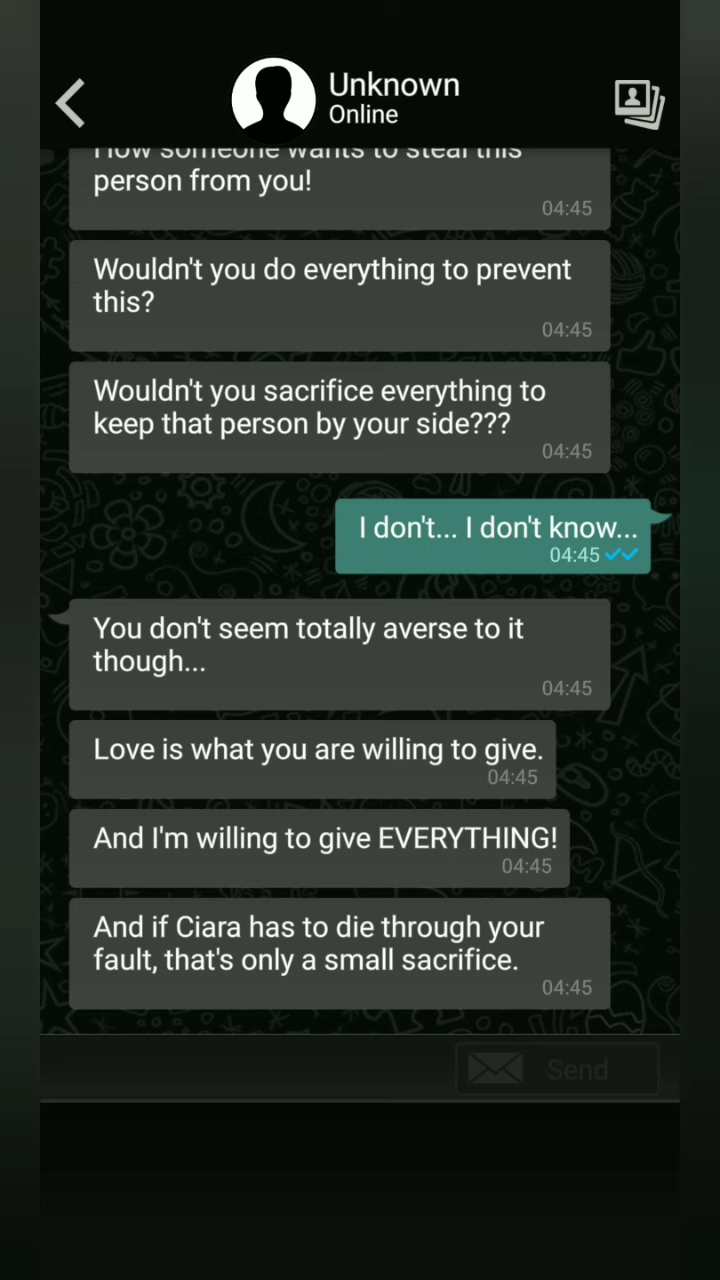 Unknown
Online
How someone wants to steal this
person from you!
04:45
Wouldn't you do everything to prevent
this?
04:45
Wouldn't you sacrifice everything to
keep that person by your side???
04:45
I don't... I don't know...
04:45
You don't seem totally averse to it
though...
04:45
Love is what you are willing to give.
04:45
And I'm willing to give EVERYTHING!
04:45
And if Ciara has to die through your
fault, that's only a small sacrifice.
04:45
Send